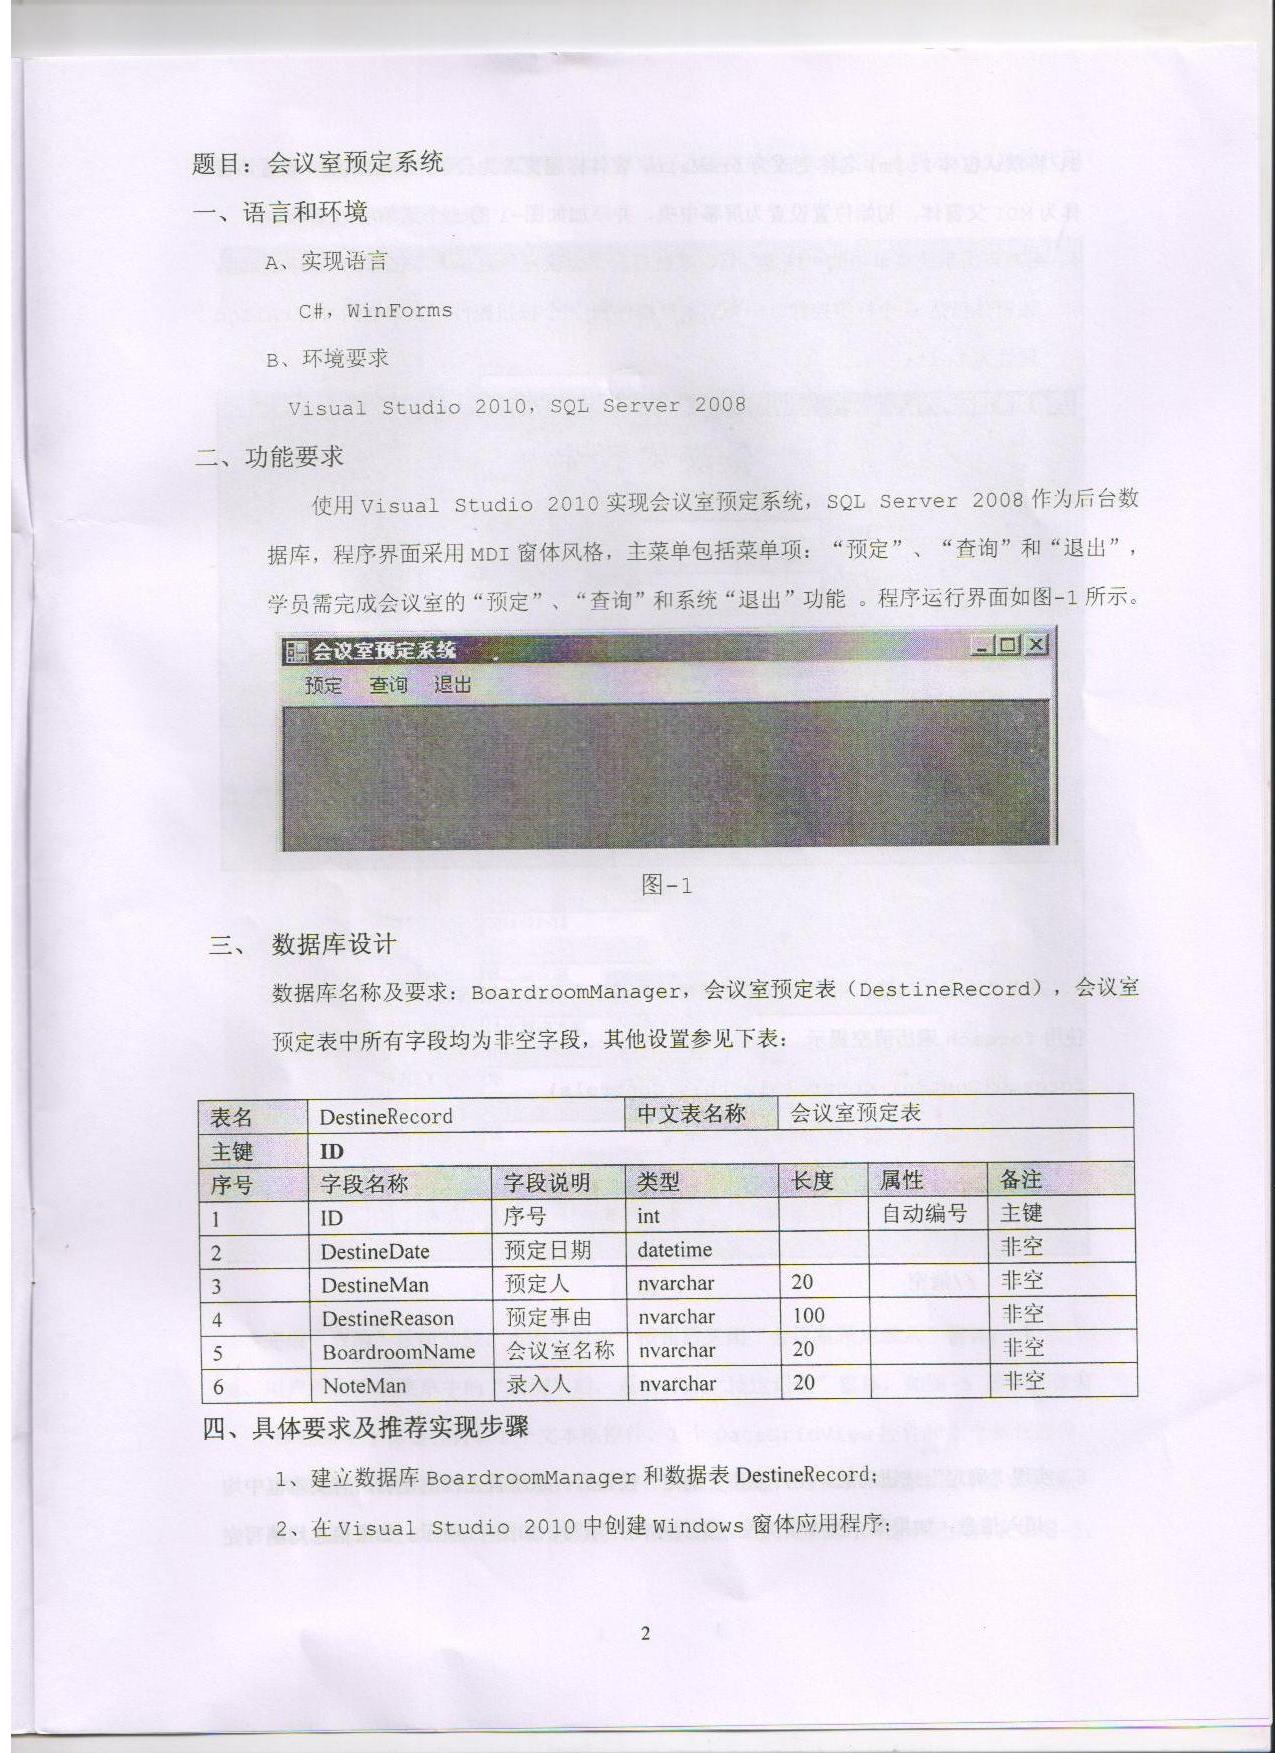 题目：会议室预定系统
一、语言和环境
A、实现语言
C#，WinForms
B、环境要求
Visual Studio 2010，SQL Server 2008
二、功能要求
使用 Visual Studio 2010 实现会议室预定系统，SQL Server 2008 作为后台数
据库，程序界面采用 MDI 窗体风格，主菜单包括菜单项：“预定”、“查询”和“退出”，
学员需完成会议室的“预定”、“查询”和系统“退出”功能 。程序运行界面如图-1 所示。
会议室预定系统
预定 查询 退出
图-1
三、 数据库设计
数据库名称及要求：BoardroomManager，会议室预定表（DestineRecord），会议室
预定表中所有字段均为非空字段，其他设置参见下表：
表名 DestineRecord 中文表名称 会议室预定表
主键 ID
序号 字段名称 字段说明 类型 长度 属性 备注
1 ID 序号 int 自动编号 主键
2 DestineDate 预定日期 datetime 非空
3 DestineMan 预定人 nvarchar 20 非空
4 DestineReason 预定事由 nvarchar 100 非空
5 BoardroomName 会议室名称 nvarchar 20 非空
6 NoteMan 录入人 nvarchar 20 非空
四、具体要求及推荐实现步骤
1、建立数据库 BoardroomManager 和数据表 DestineRecord；
2、在 Visual Studio 2010 中创建 Windows 窗体应用程序；
2